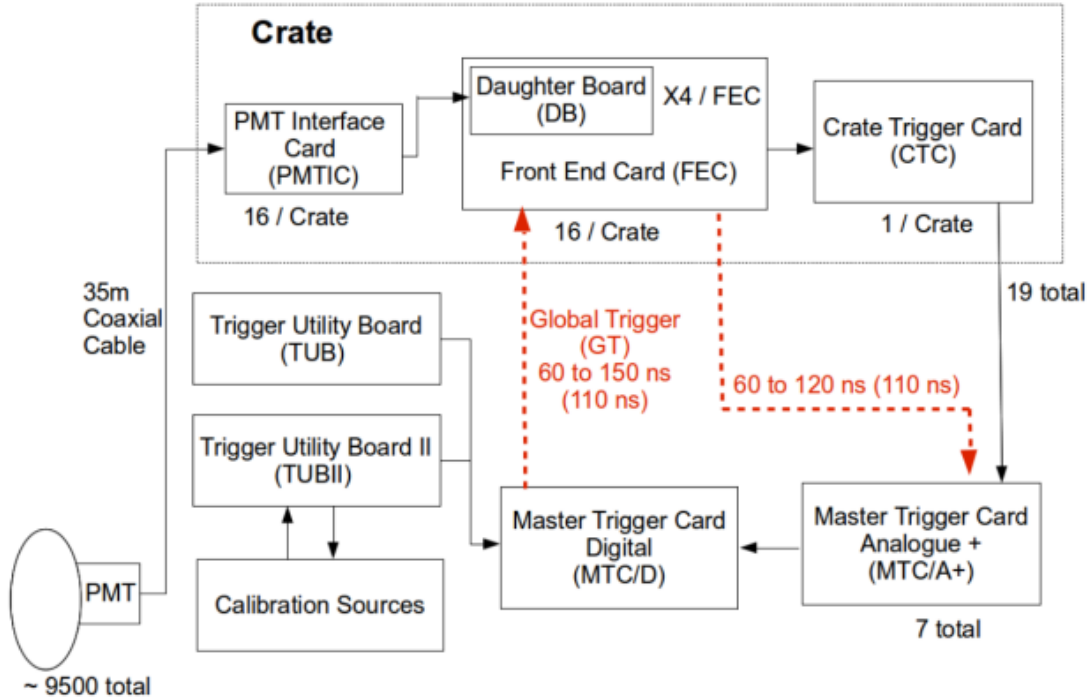 Crate
PMT Interface
Card
(PMTIC)
16 / Crate
Daughter Board
(DB)
X4 / FEC
Front End Card (FEC)
16 / Crate
Crate Trigger Card
(CTC)
1 / Crate
35m
Coaxial
Cable
19 total
Trigger Utility Board
(TUB)
Global Trigger
(GT)
60 to 150 ns
(110 ns)
60 to 120 ns (110 ns)
Trigger Utility Board II
(TUBII)
Master Trigger Card
Digital
(MTC/D)
Master Trigger Card
Analogue +
(MTC/A+)
7 total
PMT
Calibration Sources
~ 9500 total